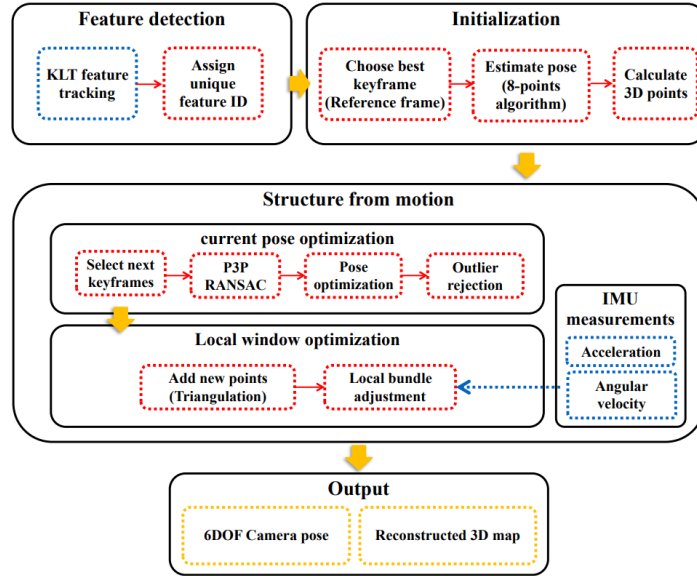 Feature detection
KLT feature
tracking
Assign
unique
feature ID
Initialization
Choose best
keyframe
(Reference frame)
Estimate pose
(8-points
algorithm)
Calculate
3D points
Structure from motion
current pose optimization
Select next
keyframes
P3P
RANSAC
Pose
optimization
Outlier
rejection
Local window optimization
Add new points
(Triangulation)
Local bundle
adjustment
IMU
measurements
Acceleration
Angular
velocity
Output
6DOF Camera pose
Reconstructed 3D map